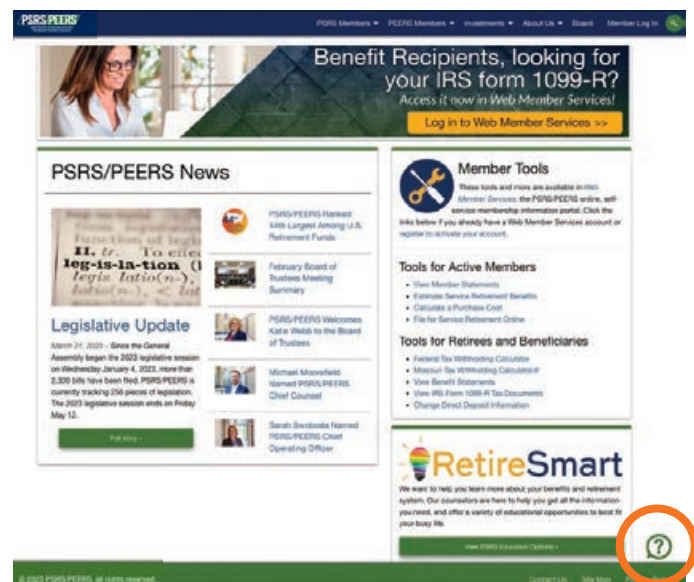 PSRS/PEERS
PSRS Members PEERS Members Investments About Us Board Member Log In
Benefit Recipients, looking for
your IRS form 1099-R?
Access it now in Web Member Services!
Log in to Web Member Services >>
PSRS/PEERS News
function of legis
II. tr. To enact
leg·is·la·tion (l
legis latio(n-),
latio(n-), < lat
Legislative Update
March 21, 2023 – Since the General
Assembly began the 2023 legislative session
on Wednesday January 4, 2023, more than
2,300 bills have been filed. PSRS/PEERS is
currently tracking 256 pieces of legislation.
The 2023 legislative session ends on Friday
May 12.
Full story ›
PSRS/PEERS Ranked
44th Largest Among U.S.
Retirement Funds
February Board of
Trustees Meeting
Summary
PSRS/PEERS Welcomes
Katie Webb to the Board
of Trustees
Michael Moorefield
Named PSRS/PEERS
Chief Counsel
Sarah Swoboda Named
PSRS/PEERS Chief
Operating Officer
Member Tools
These tools and more are available in Web
Member Services, the PSRS/PEERS online, self-
service membership information portal. Click the
links below if you already have a Web Member Services account or
register to activate your account.
Tools for Active Members
• View Member Statements
• Estimate Service Retirement Benefits
• Calculate a Purchase Cost
• File for Service Retirement Online
Tools for Retirees and Beneficiaries
• Federal Tax Withholding Calculator
• Missouri Tax Withholding Calculator
• View Benefit Statements
• View IRS Form 1099-R Tax Documents
• Change Direct Deposit Information
RetireSmart
We want to help you learn more about your benefits and retirement
system. Our counselors are here to help you get all the information
you need, and offer a variety of educational opportunities to best fit
your busy life.
View PSRS Education Options ›
?
© 2023 PSRS/PEERS, all rights reserved.
Contact Us Site Map